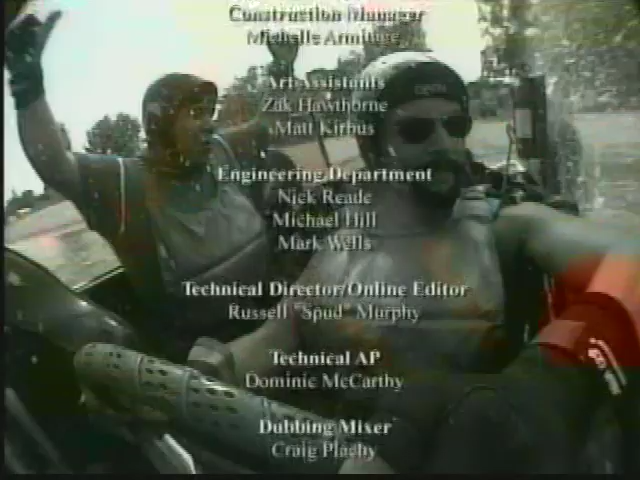 Construction Manager
Michelle Armitage
Art Assistants
Zak Hawthorne
Matt Kirbus
Engineering Department
Nick Reade
Michael Hill
Mark Wells
Technical Director/Online Editor
Russell "Spud" Murphy
Technical AP
Dominic McCarthy
Dubbing Mixer
Craig Plachy